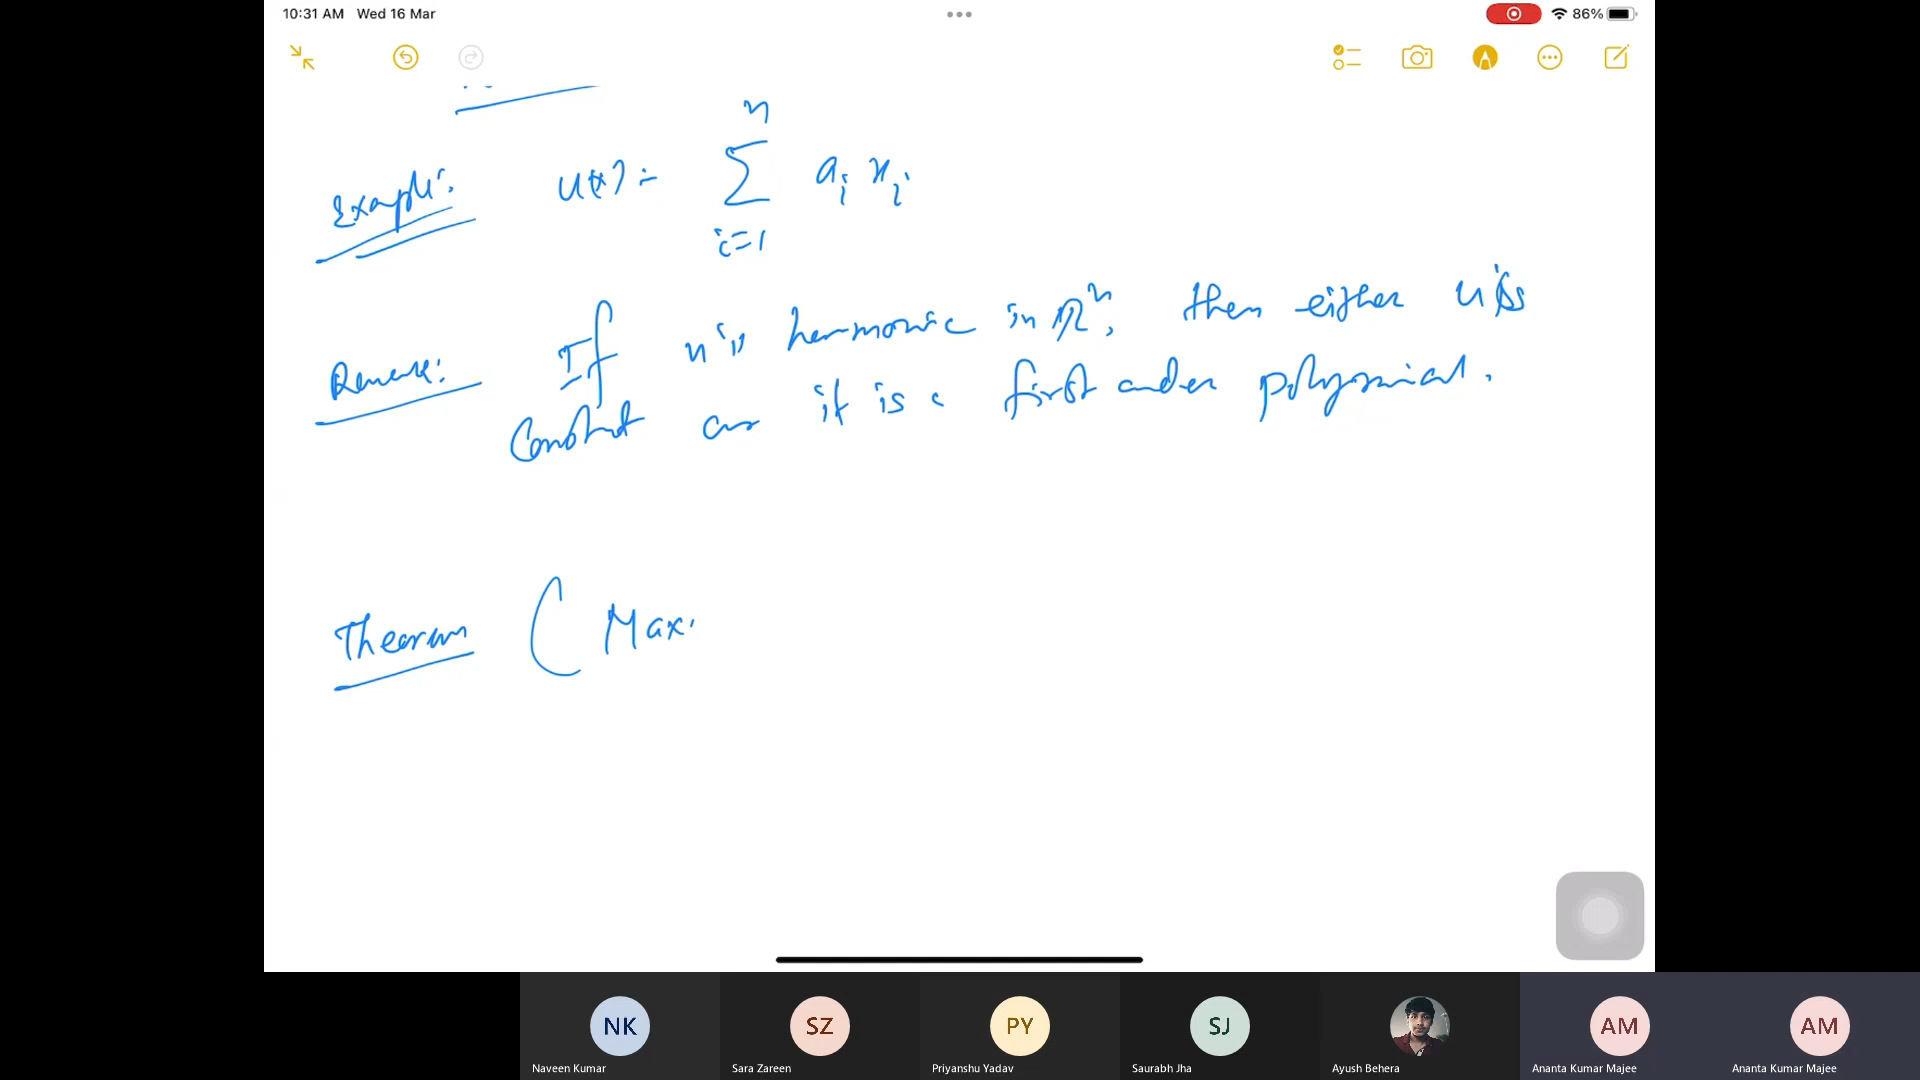 10:31 AM Wed 16 Mar
86%
Example: u(x) = n ∑ i=1 a_i x_i
Remark: If u is harmonic in ℝⁿ, then either u is
constant or it is a first order polynomial.
Theorem ( Max.
NK
SZ
PY
SJ
AM
AM
Naveen Kumar
Sara Zareen
Priyanshu Yadav
Saurabh Jha
Ayush Behera
Ananta Kumar Majee
Ananta Kumar Majee